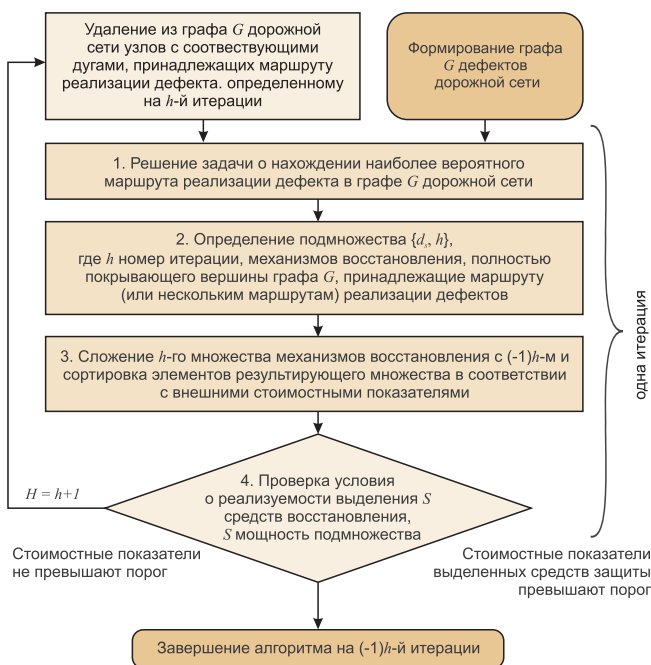 Удаление из графа G дорожной
сети узлов с соотвествующими
дугами, принадлежащих маршруту
реализации дефекта. определенному
на h-й итерации
Формирование графа
G дефектов
дорожной сети
1. Решение задачи о нахождении наиболее вероятного
маршрута реализации дефекта в графе G дорожной сети
2. Определение подмножества {dₛ, h},
где h номер итерации, механизмов восстановления, полностью
покрывающего вершины графа G, принадлежащие маршруту
(или нескольким маршрутам) реализации дефектов
3. Сложение h-го множества механизмов восстановления с (-1)h-м и
сортировка элементов результирующего множества в соответствии
с внешними стоимостными показателями
одна итерация
4. Проверка условия
о реализуемости выделения S
средств восстановления,
S мощность подмножества
H = h+1
Стоимостные показатели
не превышают порог
Стоимостные показатели
выделенных средств защиты
превышают порог
Завершение алгоритма на (-1)h-й итерации